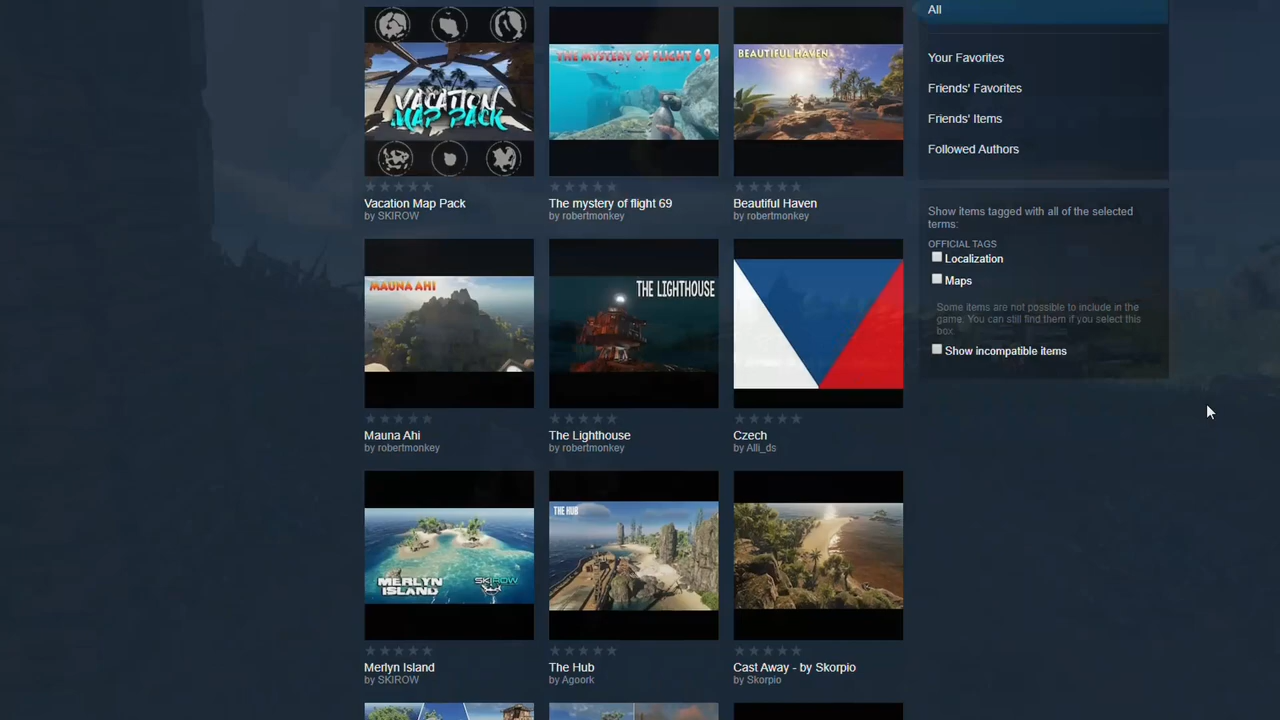 VACATION
MAP PACK
THE MYSTERY OF FLIGHT 69
BEAUTIFUL HAVEN
Vacation Map Pack
by SKIROW
The mystery of flight 69
by robertmonkey
Beautiful Haven
by robertmonkey
MAUNA AHI
THE LIGHTHOUSE
Mauna Ahi
by robertmonkey
The Lighthouse
by robertmonkey
Czech
by Alli_ds
MERLYN
ISLAND
SKIROW
THE HUB
Merlyn Island
by SKIROW
The Hub
by Agoork
Cast Away - by Skorpio
by Skorpio
All
Your Favorites
Friends' Favorites
Friends' Items
Followed Authors
Show items tagged with all of the selected
terms:
OFFICIAL TAGS
Localization
Maps
Some items are not possible to include in the
game. You can still find them if you select this
box.
Show incompatible items